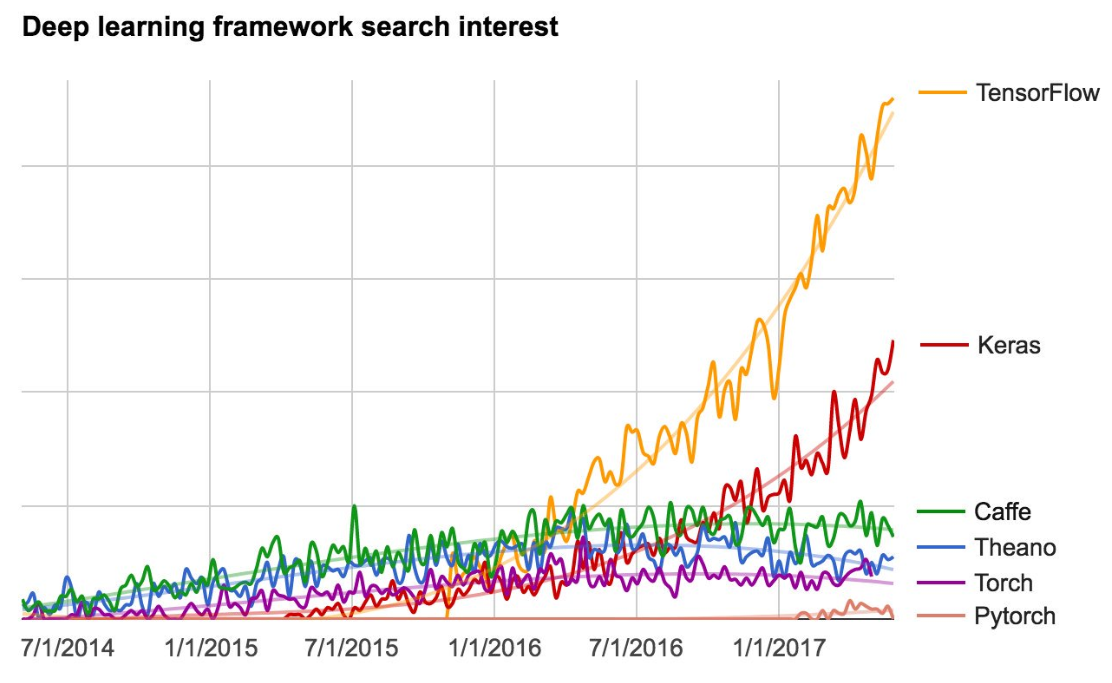 Deep learning framework search interest
TensorFlow
Keras
Caffe
Theano
Torch
Pytorch
7/1/2014 1/1/2015 7/1/2015 1/1/2016 7/1/2016 1/1/2017